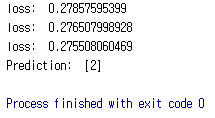 loss:  0.27857595399
loss:  0.276507998928
loss:  0.275508060469
Prediction:  [2]
Process finished with exit code 0